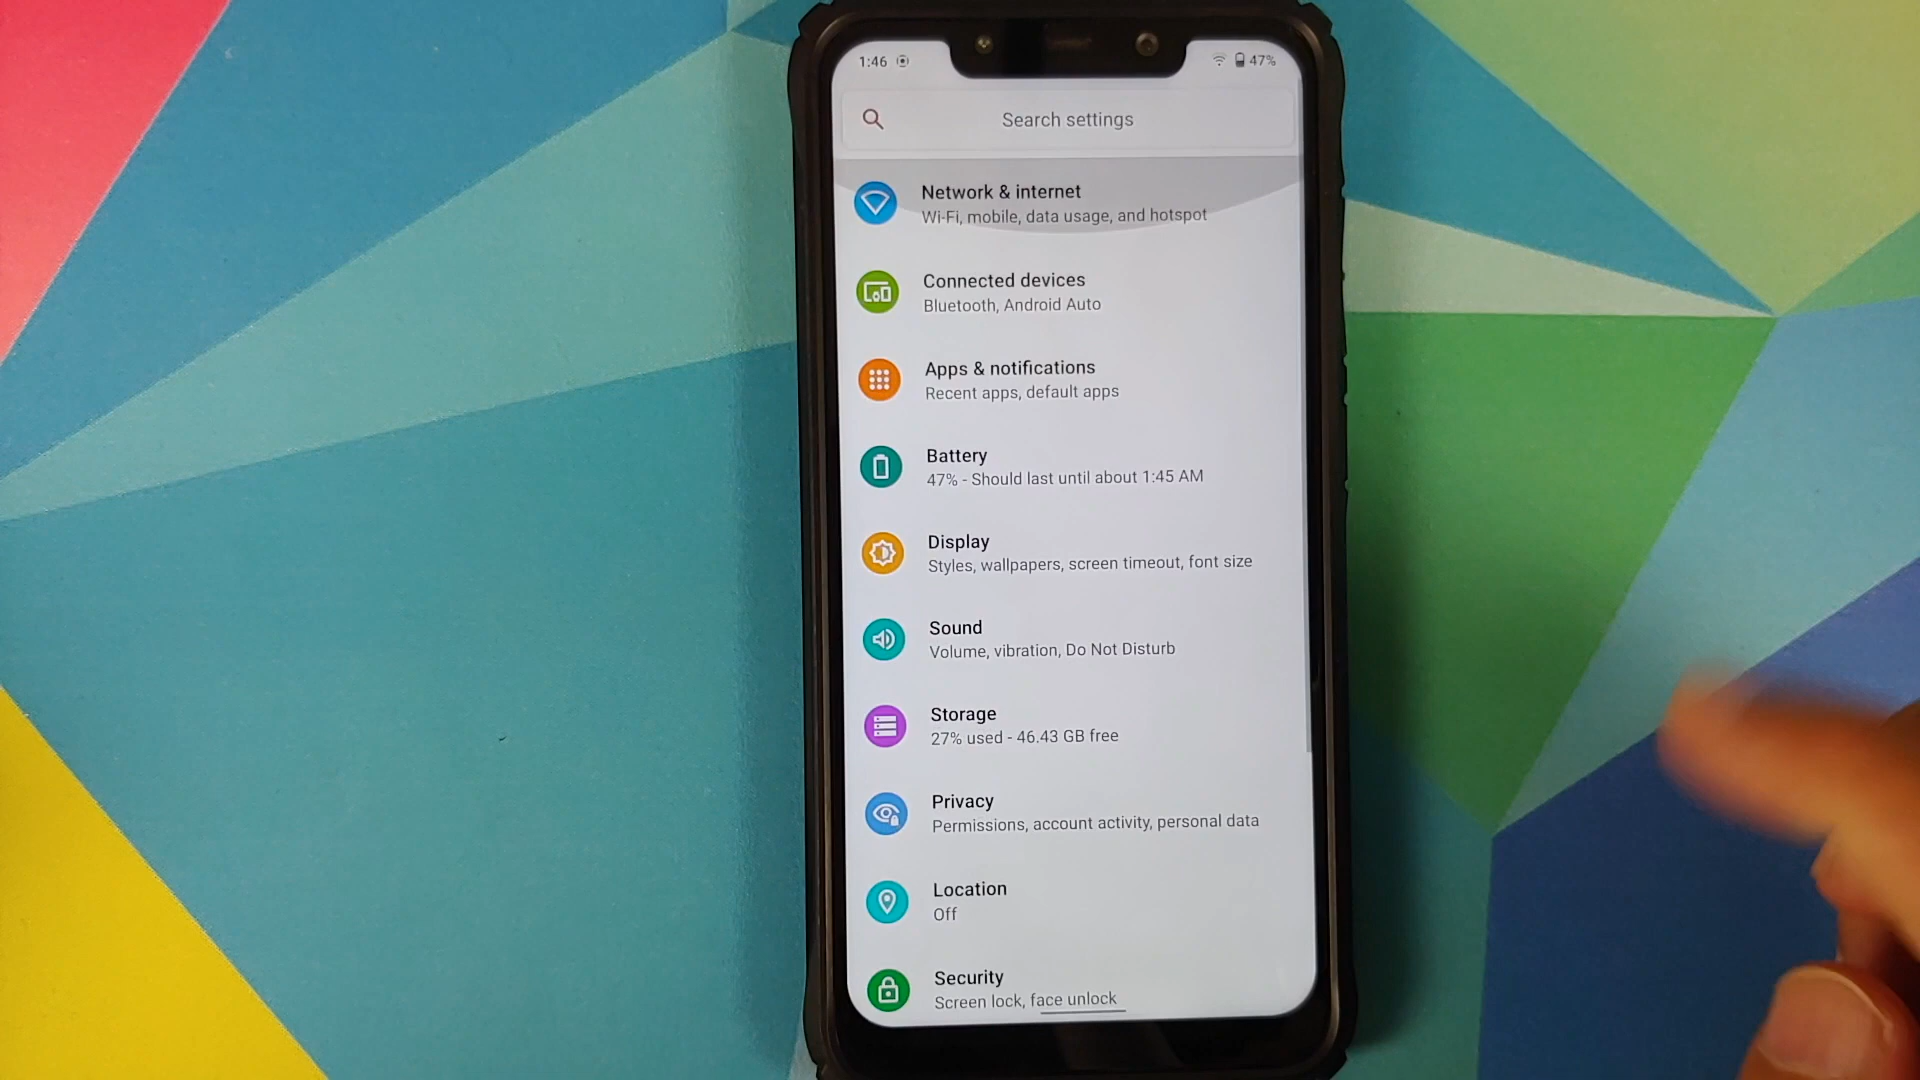 1:46
47%
Search settings
Network & internet
Wi-Fi, mobile, data usage, and hotspot
Connected devices
Bluetooth, Android Auto
Apps & notifications
Recent apps, default apps
Battery
47% - Should last until about 1:45 AM
Display
Styles, wallpapers, screen timeout, font size
Sound
Volume, vibration, Do Not Disturb
Storage
27% used - 46.43 GB free
Privacy
Permissions, account activity, personal data
Location
Off
Security
Screen lock, face unlock